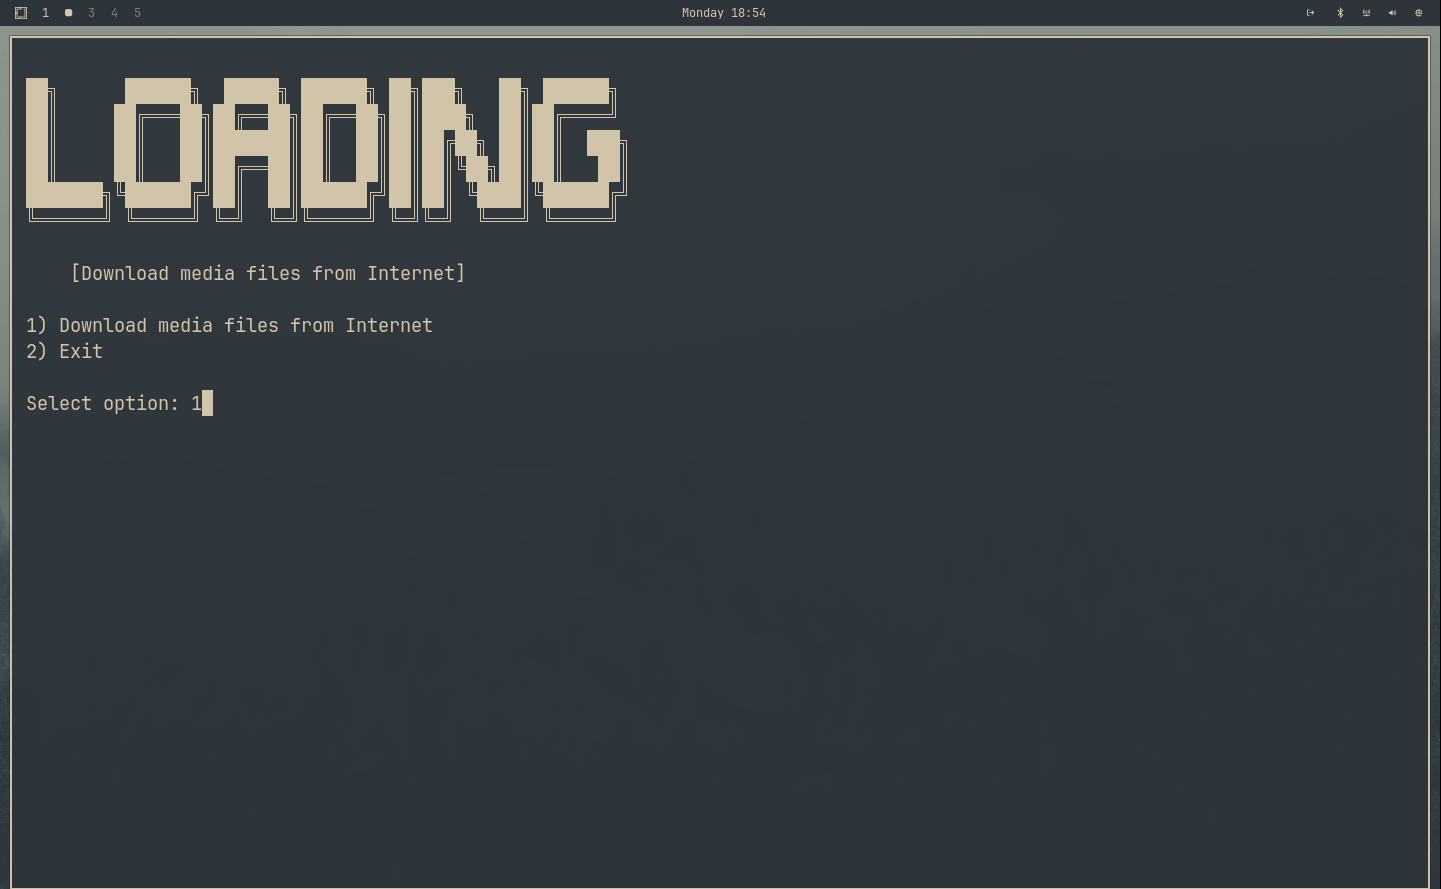 1 3 4 5 Monday 18:54
LOADING
[Download media files from Internet]
1) Download media files from Internet
2) Exit
Select option: 1